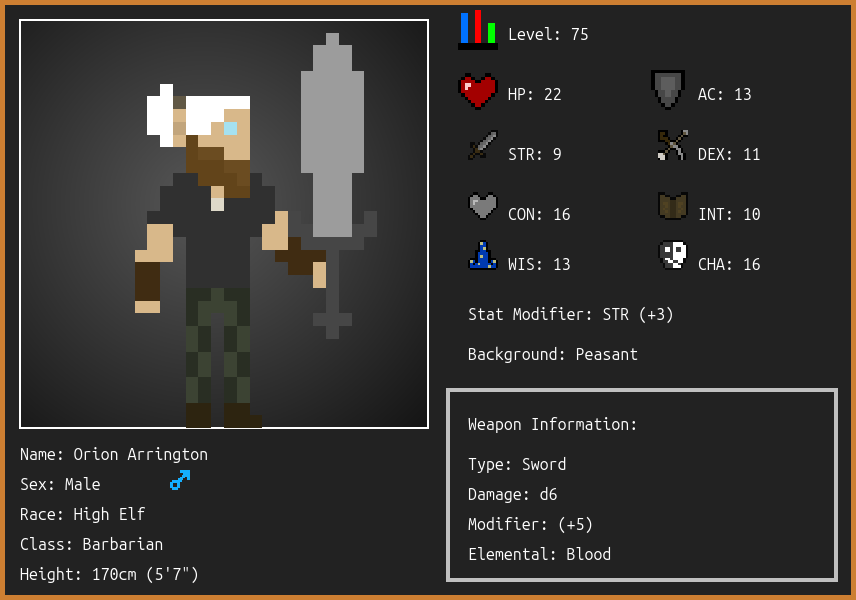 Level: 75
HP: 22
AC: 13
STR: 9
DEX: 11
CON: 16
INT: 10
WIS: 13
CHA: 16
Stat Modifier: STR (+3)
Background: Peasant
Weapon Information:
Type: Sword
Damage: d6
Modifier: (+5)
Elemental: Blood
Name: Orion Arrington
Sex: Male
Race: High Elf
Class: Barbarian
Height: 170cm (5'7")